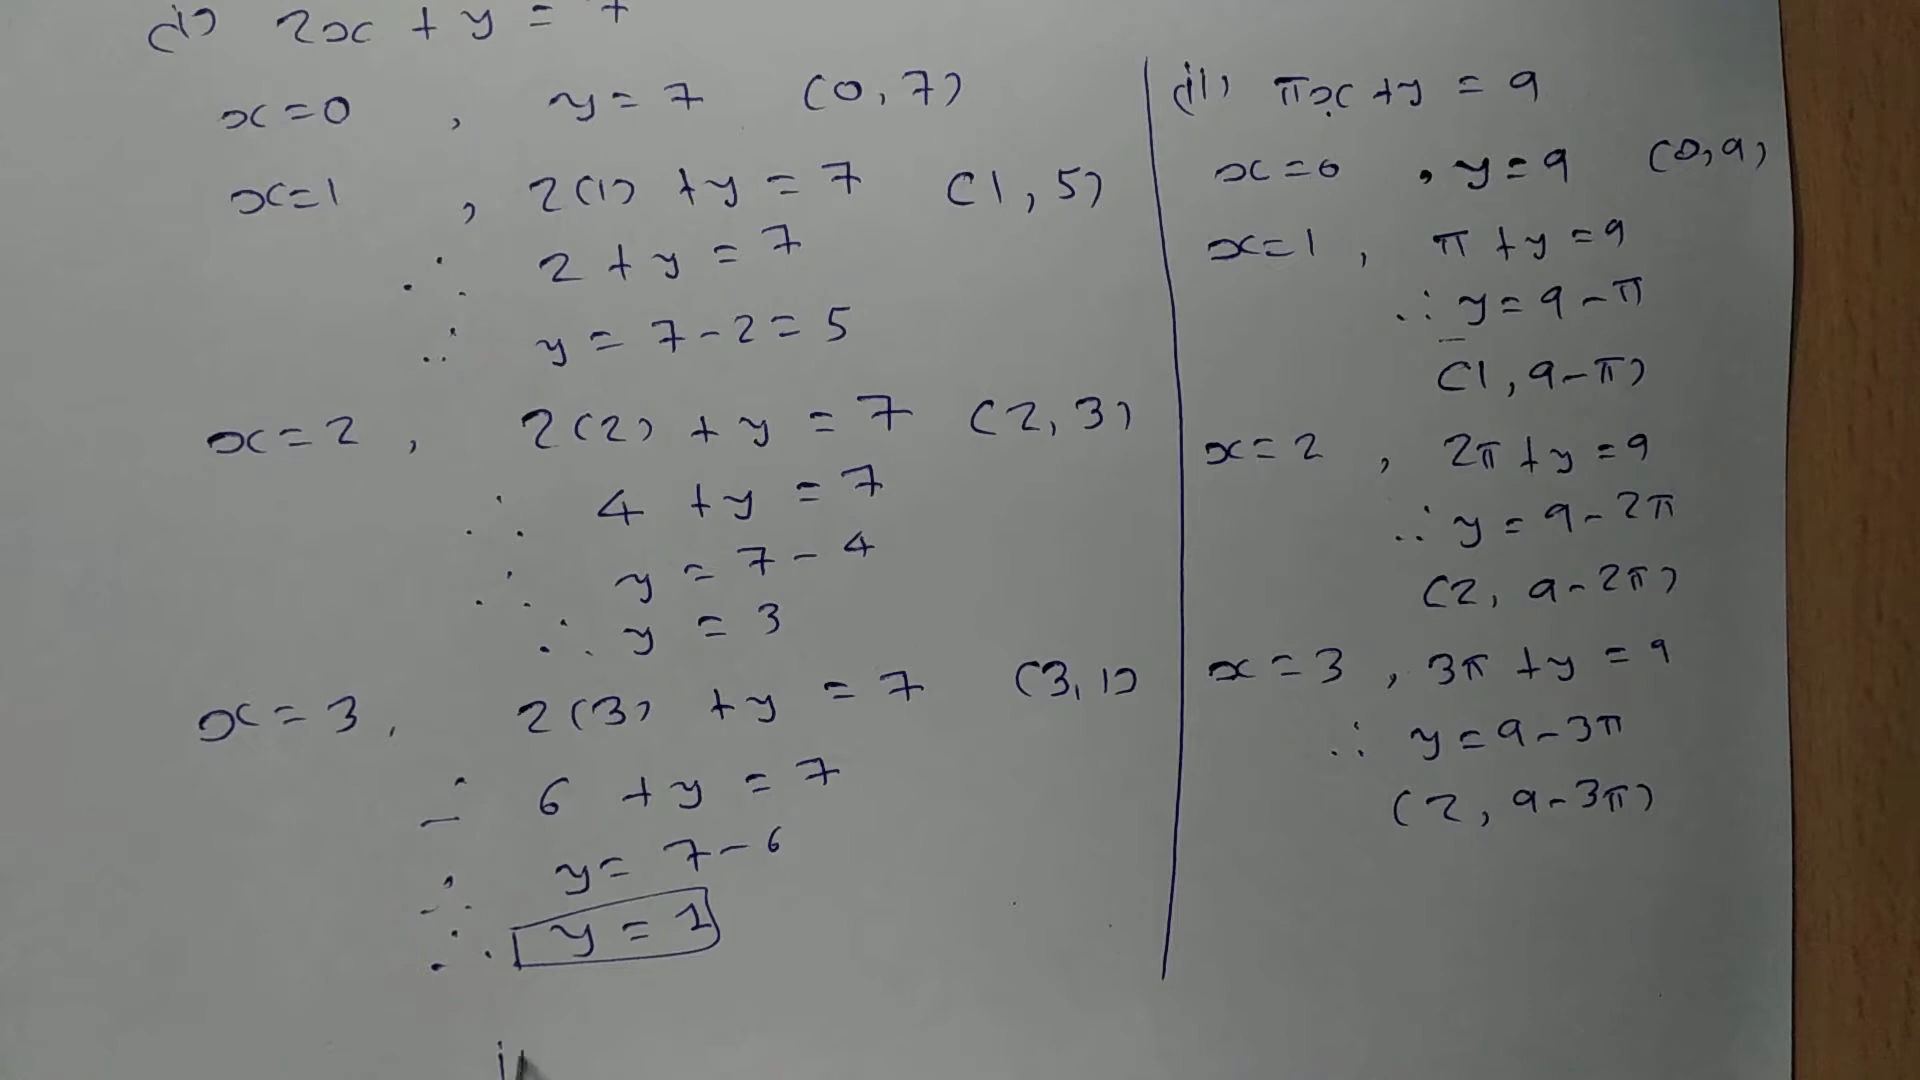 (i) 2x + y = 7
x=0 , y=7 (0,7)
x=1 , 2(1) +y = 7 (1,5)
∴ 2 + y = 7
∴ y = 7-2 = 5
x=2 , 2(2) + y = 7 (2,3)
∴ 4 + y = 7
∴ y = 7 - 4
∴ y = 3
x=3, 2(3) + y = 7 (3,1)
∴ 6 + y = 7
∴ y = 7-6
∴ y = 1
(ii) πx +y = 9
x=0 , y=9 (0,9)
x=1 , π +y =9
∴ y = 9-π
(1, 9-π)
x=2 , 2π +y =9
∴ y = 9-2π
(2, 9-2π)
x=3 , 3π +y = 9
∴ y = 9-3π
(2, 9-3π)